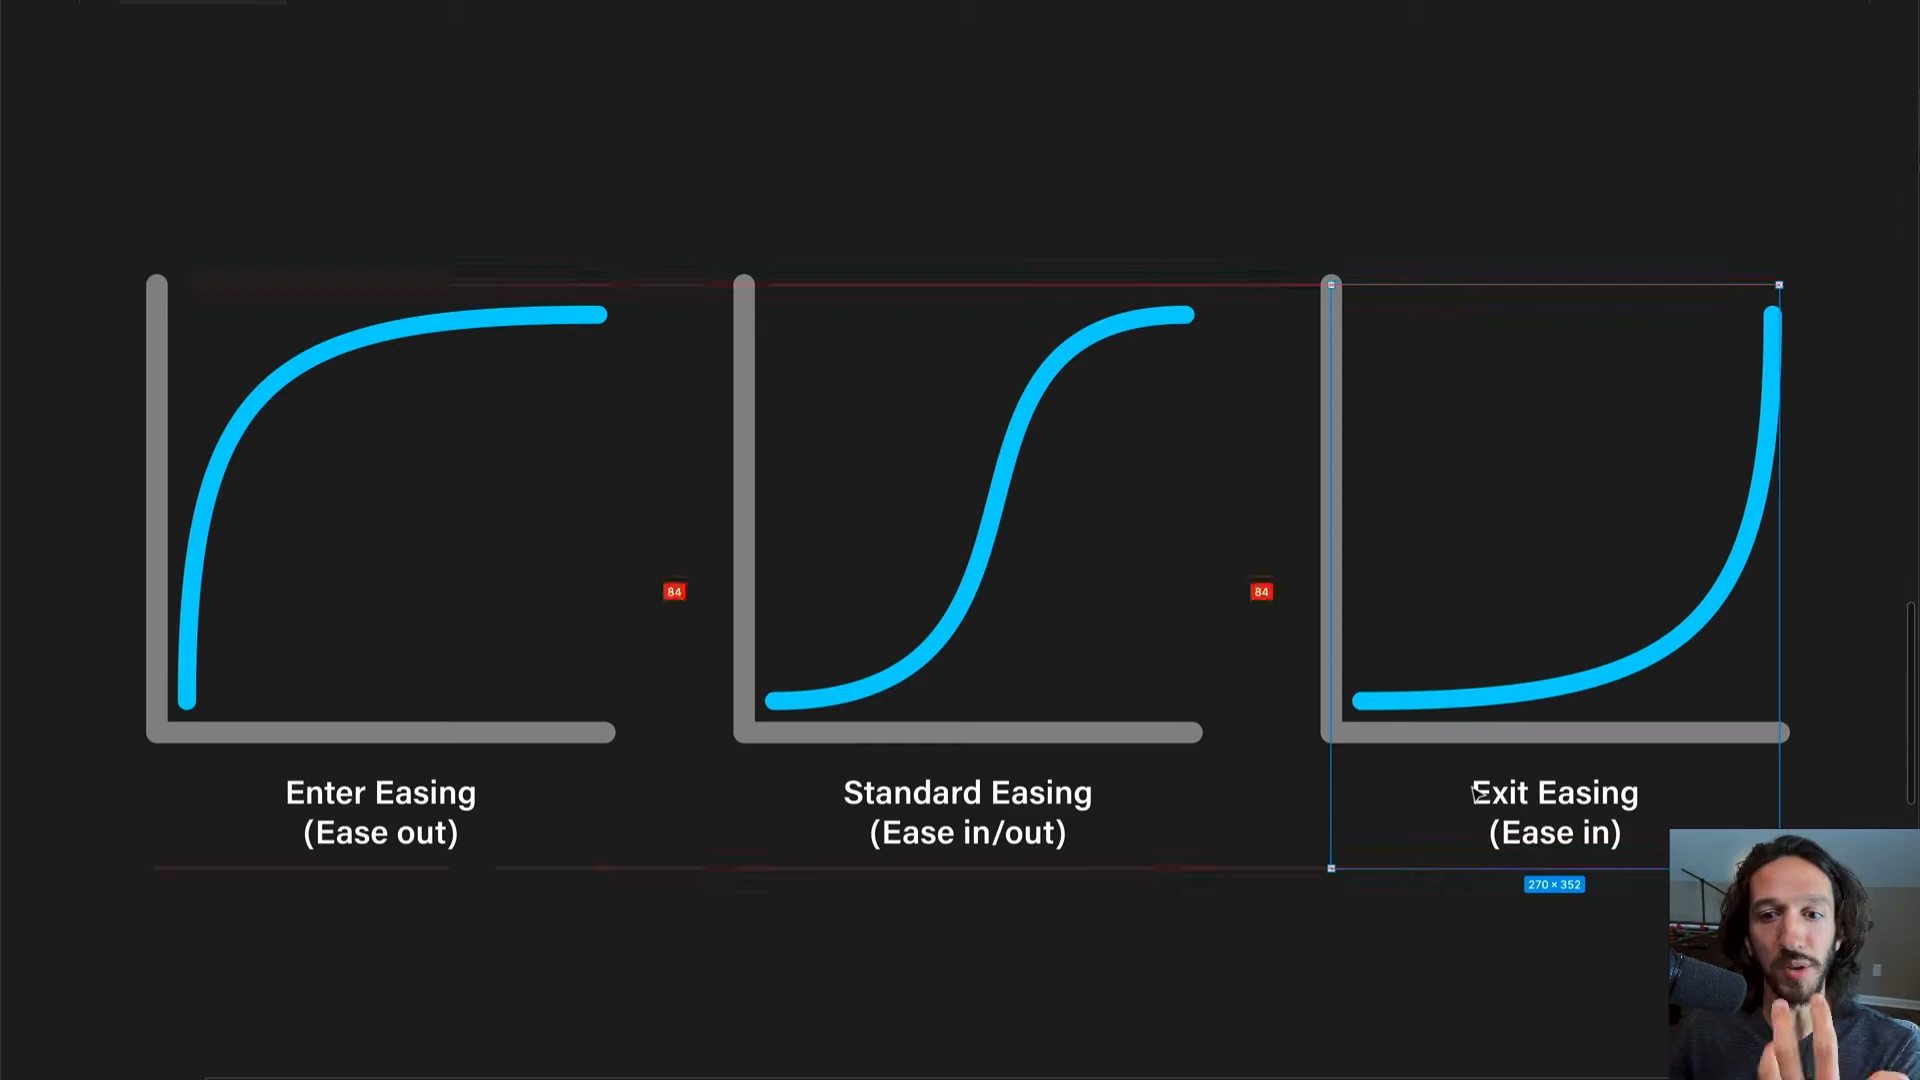 84
84
Enter Easing
(Ease out)
Standard Easing
(Ease in/out)
Exit Easing
(Ease in)
270 × 352